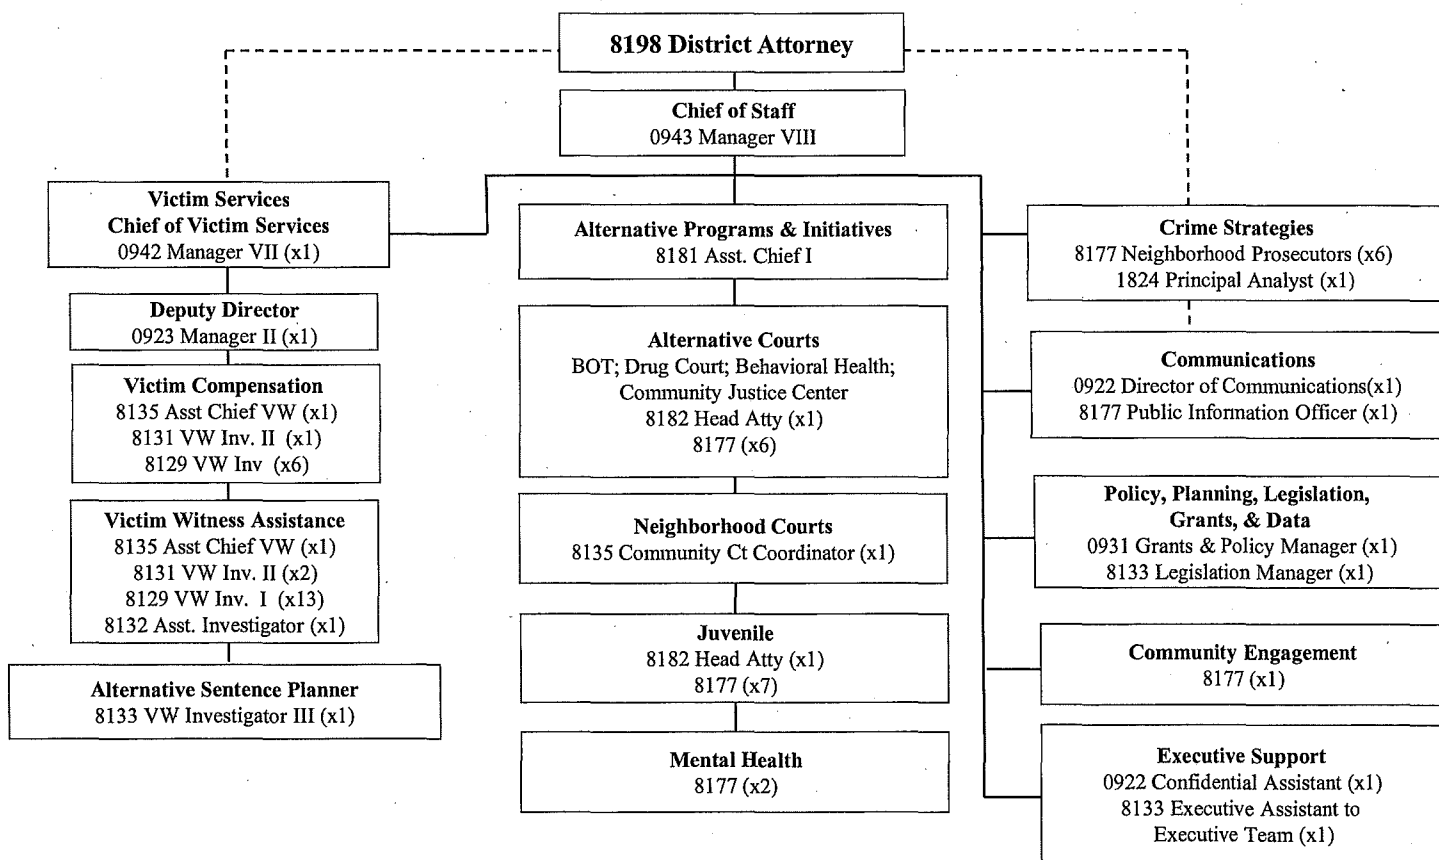 8198 District Attorney
Chief of Staff
0943 Manager VIII
Victim Services
Chief of Victim Services
0942 Manager VII (x1)
Deputy Director
0923 Manager II (x1)
Victim Compensation
8135 Asst Chief VW (x1)
8131 VW Inv. II (x1)
8129 VW Inv (x6)
Victim Witness Assistance
8135 Asst Chief VW (x1)
8131 VW Inv. II (x2)
8129 VW Inv. I (x13)
8132 Asst. Investigator (x1)
Alternative Sentence Planner
8133 VW Investigator III (x1)
Alternative Programs & Initiatives
8181 Asst. Chief I
Alternative Courts
BOT; Drug Court; Behavioral Health;
Community Justice Center
8182 Head Atty (x1)
8177 (x6)
Neighborhood Courts
8135 Community Ct Coordinator (x1)
Juvenile
8182 Head Atty (x1)
8177 (x7)
Mental Health
8177 (x2)
Crime Strategies
8177 Neighborhood Prosecutors (x6)
1824 Principal Analyst (x1)
Communications
0922 Director of Communications(x1)
8177 Public Information Officer (x1)
Policy, Planning, Legislation,
Grants, & Data
0931 Grants & Policy Manager (x1)
8133 Legislation Manager (x1)
Community Engagement
8177 (x1)
Executive Support
0922 Confidential Assistant (x1)
8133 Executive Assistant to
Executive Team (x1)